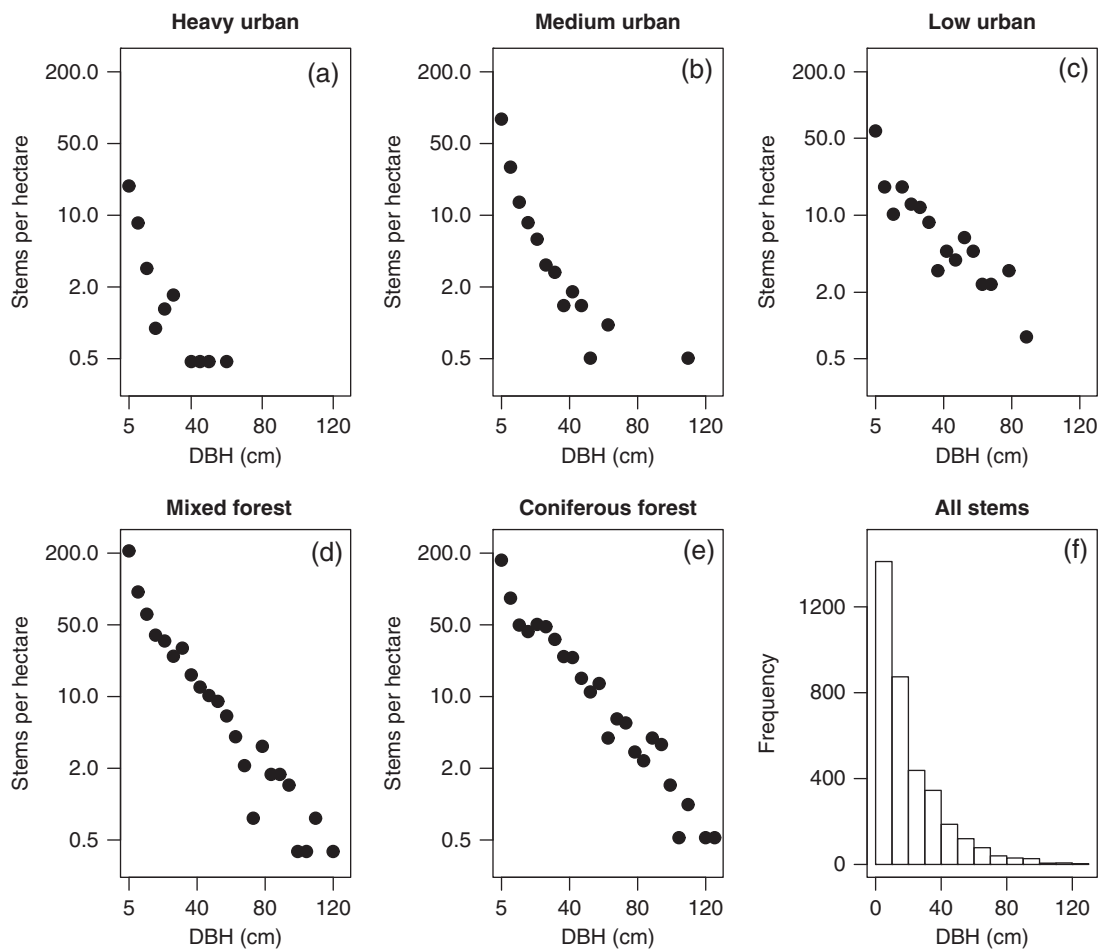 Heavy urban
(a)
Stems per hectare
200.0
50.0
10.0
2.0
0.5
5 40 80 120
DBH (cm)
Medium urban
(b)
Stems per hectare
200.0
50.0
10.0
2.0
0.5
5 40 80 120
DBH (cm)
Low urban
(c)
Stems per hectare
200.0
50.0
10.0
2.0
0.5
5 40 80 120
DBH (cm)
Mixed forest
(d)
Stems per hectare
200.0
50.0
10.0
2.0
0.5
5 40 80 120
DBH (cm)
Coniferous forest
(e)
Stems per hectare
200.0
50.0
10.0
2.0
0.5
5 40 80 120
DBH (cm)
All stems
(f)
Frequency
1200
800
400
0
0 40 80 120
DBH (cm)